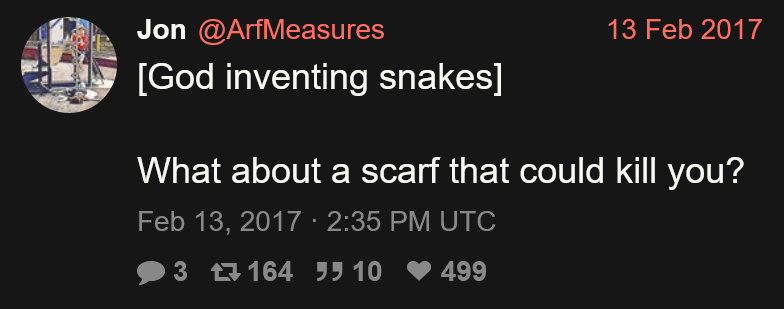 Jon @ArfMeasures 13 Feb 2017
[God inventing snakes]
What about a scarf that could kill you?
Feb 13, 2017 · 2:35 PM UTC
3 164 10 499